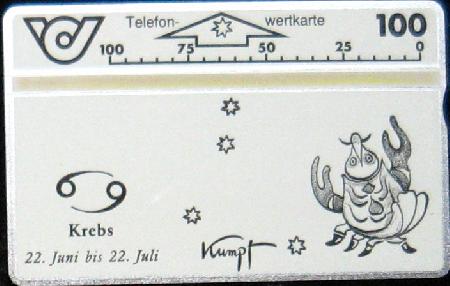 Telefon- wertkarte 100
100 75 50 25 0
Krebs
22. Juni bis 22. Juli
Kumpf